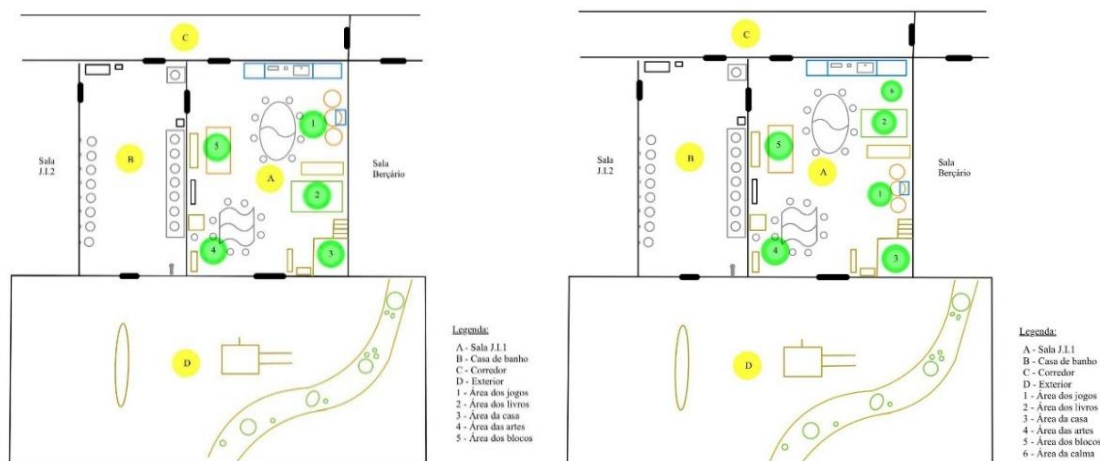 C
Sala
J.I.2
B
5
1
A
2
4
3
Sala
Berçário
D
Legenda:
A - Sala J.I.1
B - Casa de banho
C - Corredor
D - Exterior
1 - Área dos jogos
2 - Área dos livros
3 - Área da casa
4 - Área das artes
5 - Área dos blocos
C
Sala
J.I.2
B
6
2
5
A
1
4
3
Sala
Berçário
D
Legenda:
A - Sala J.I.1
B - Casa de banho
C - Corredor
D - Exterior
1 - Área dos jogos
2 - Área dos livros
3 - Área da casa
4 - Área das artes
5 - Área dos blocos
6 - Área da calma